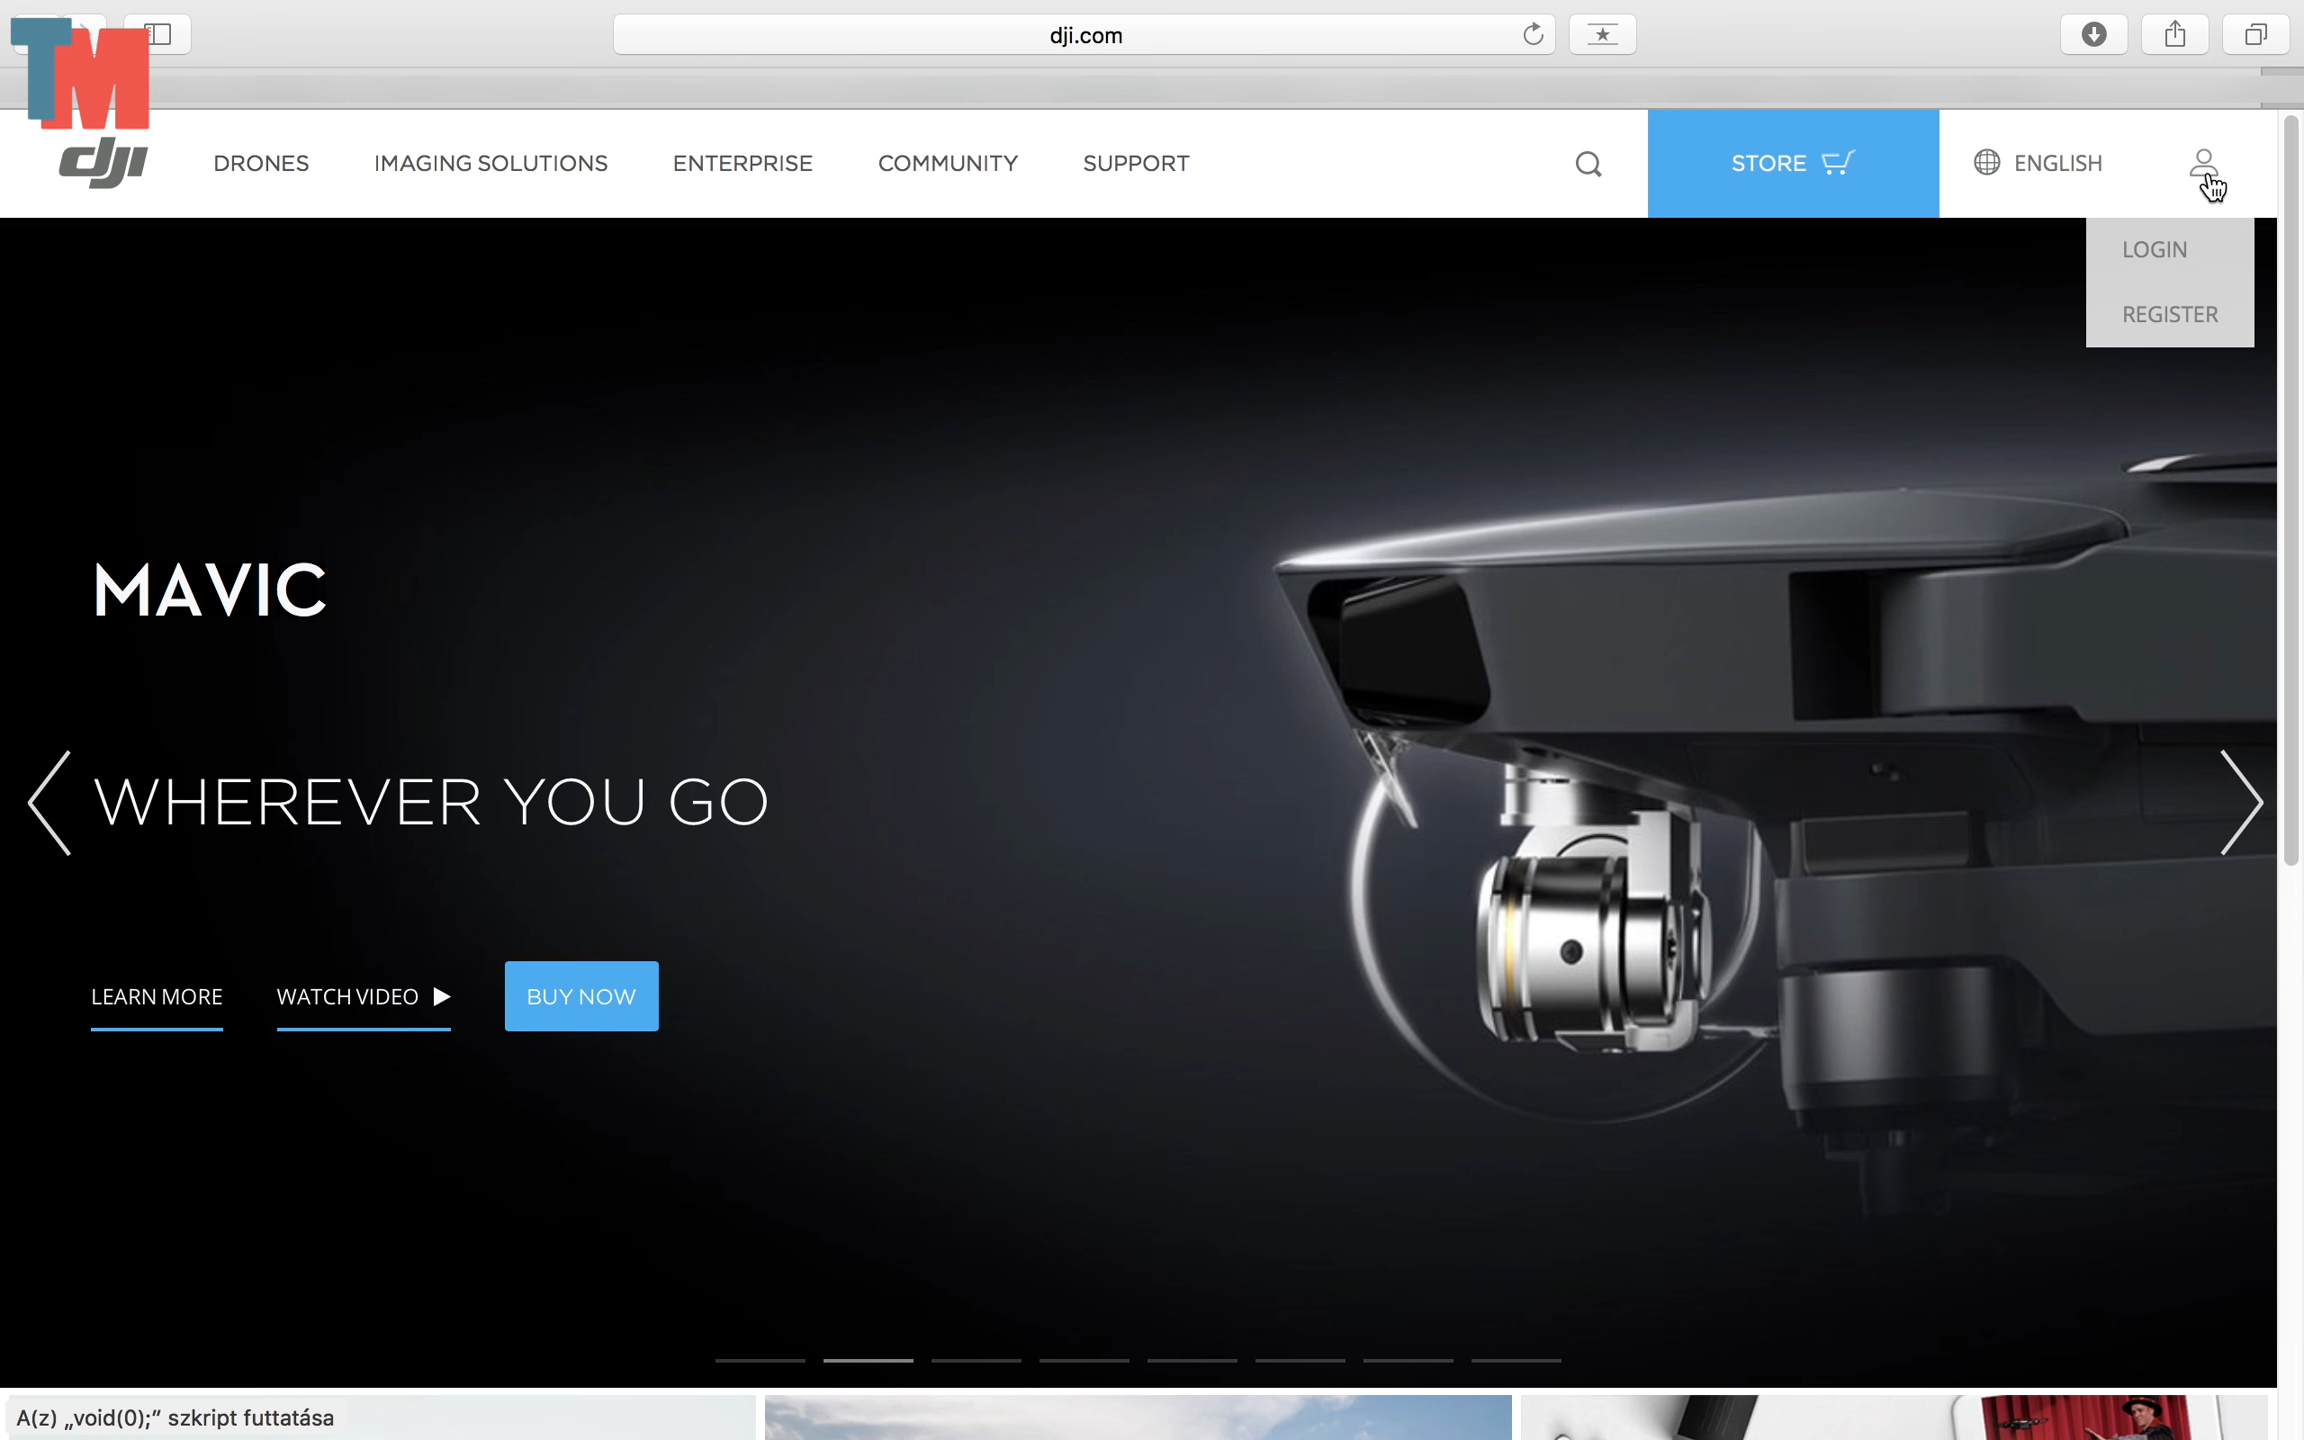 dji.com
TM
dji
DRONES
IMAGING SOLUTIONS
ENTERPRISE
COMMUNITY
SUPPORT
STORE
ENGLISH
LOGIN
REGISTER
MAVIC
WHEREVER YOU GO
LEARN MORE
WATCH VIDEO
BUY NOW
A(z) „void(0);” szkript futtatása